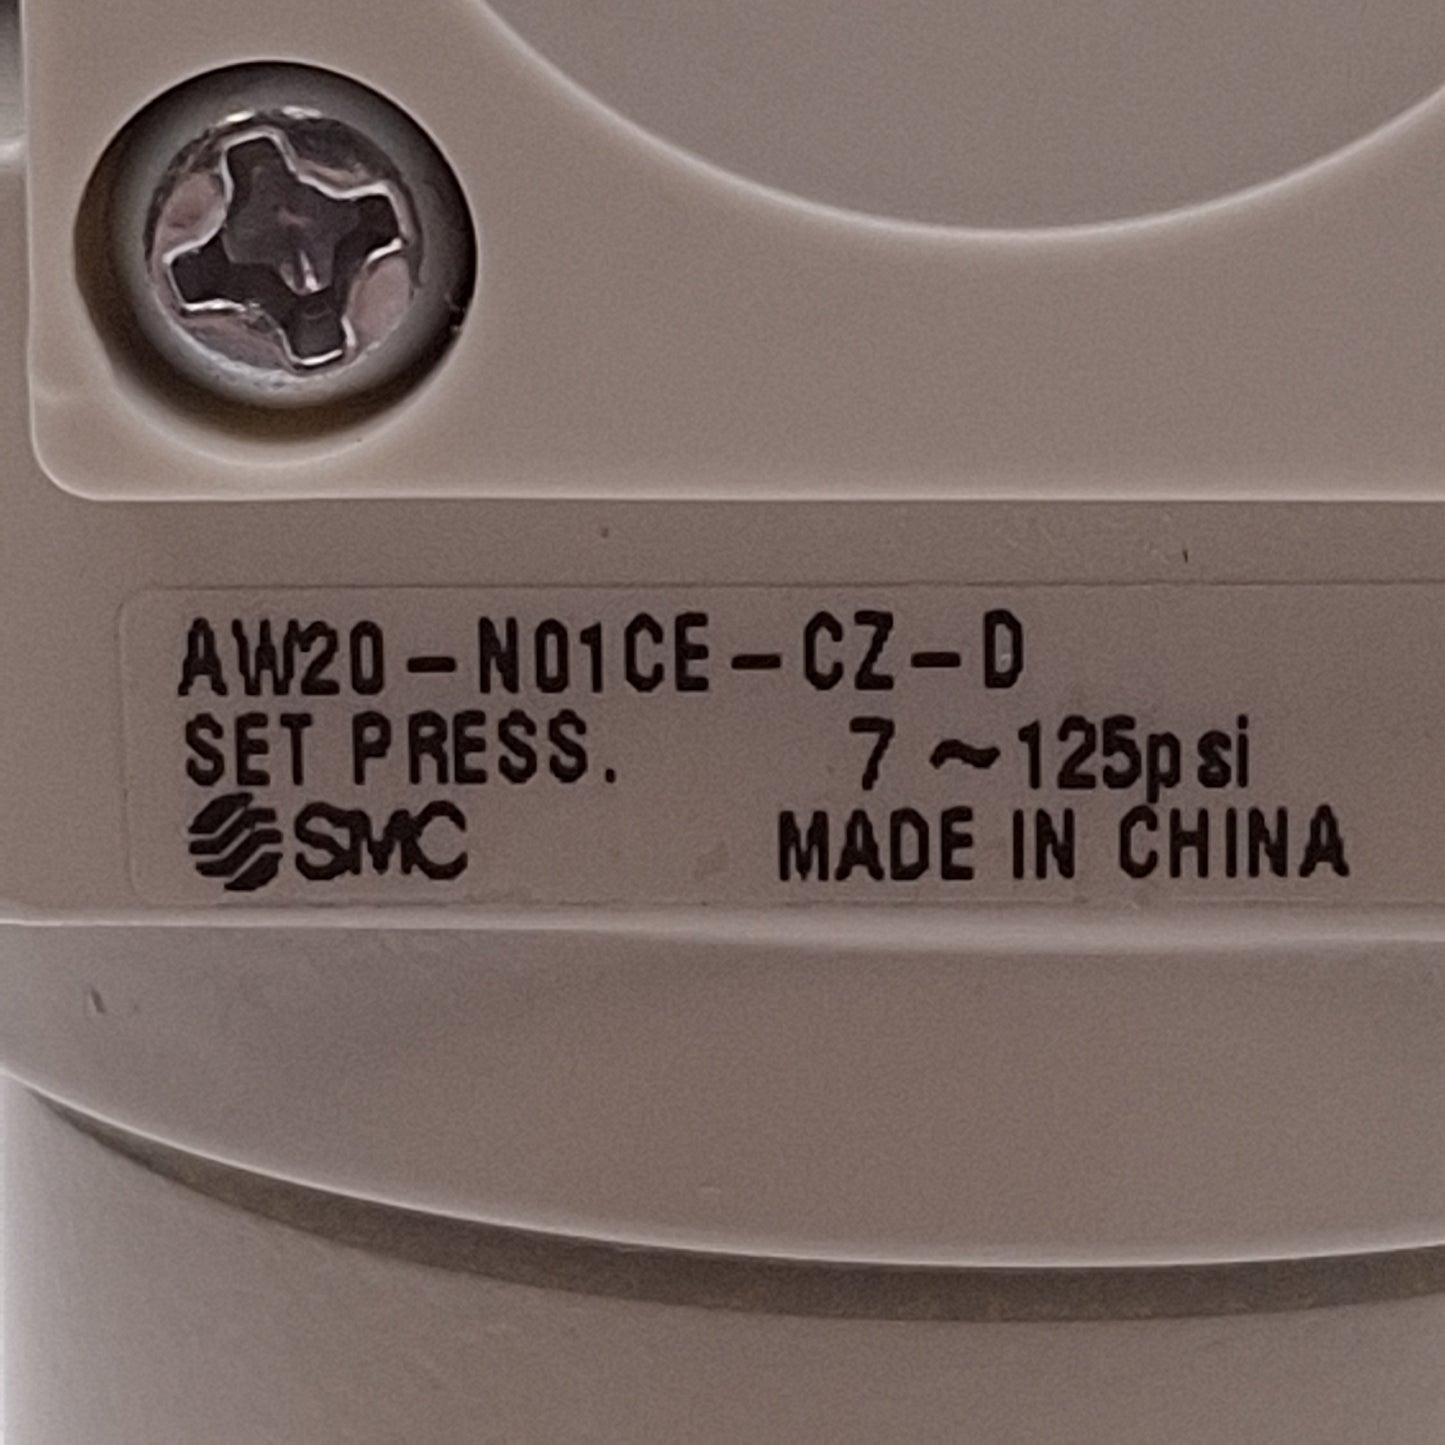 AW20-N01CE-CZ-D
SET PRESS. 7~125psi
SMC MADE IN CHINA